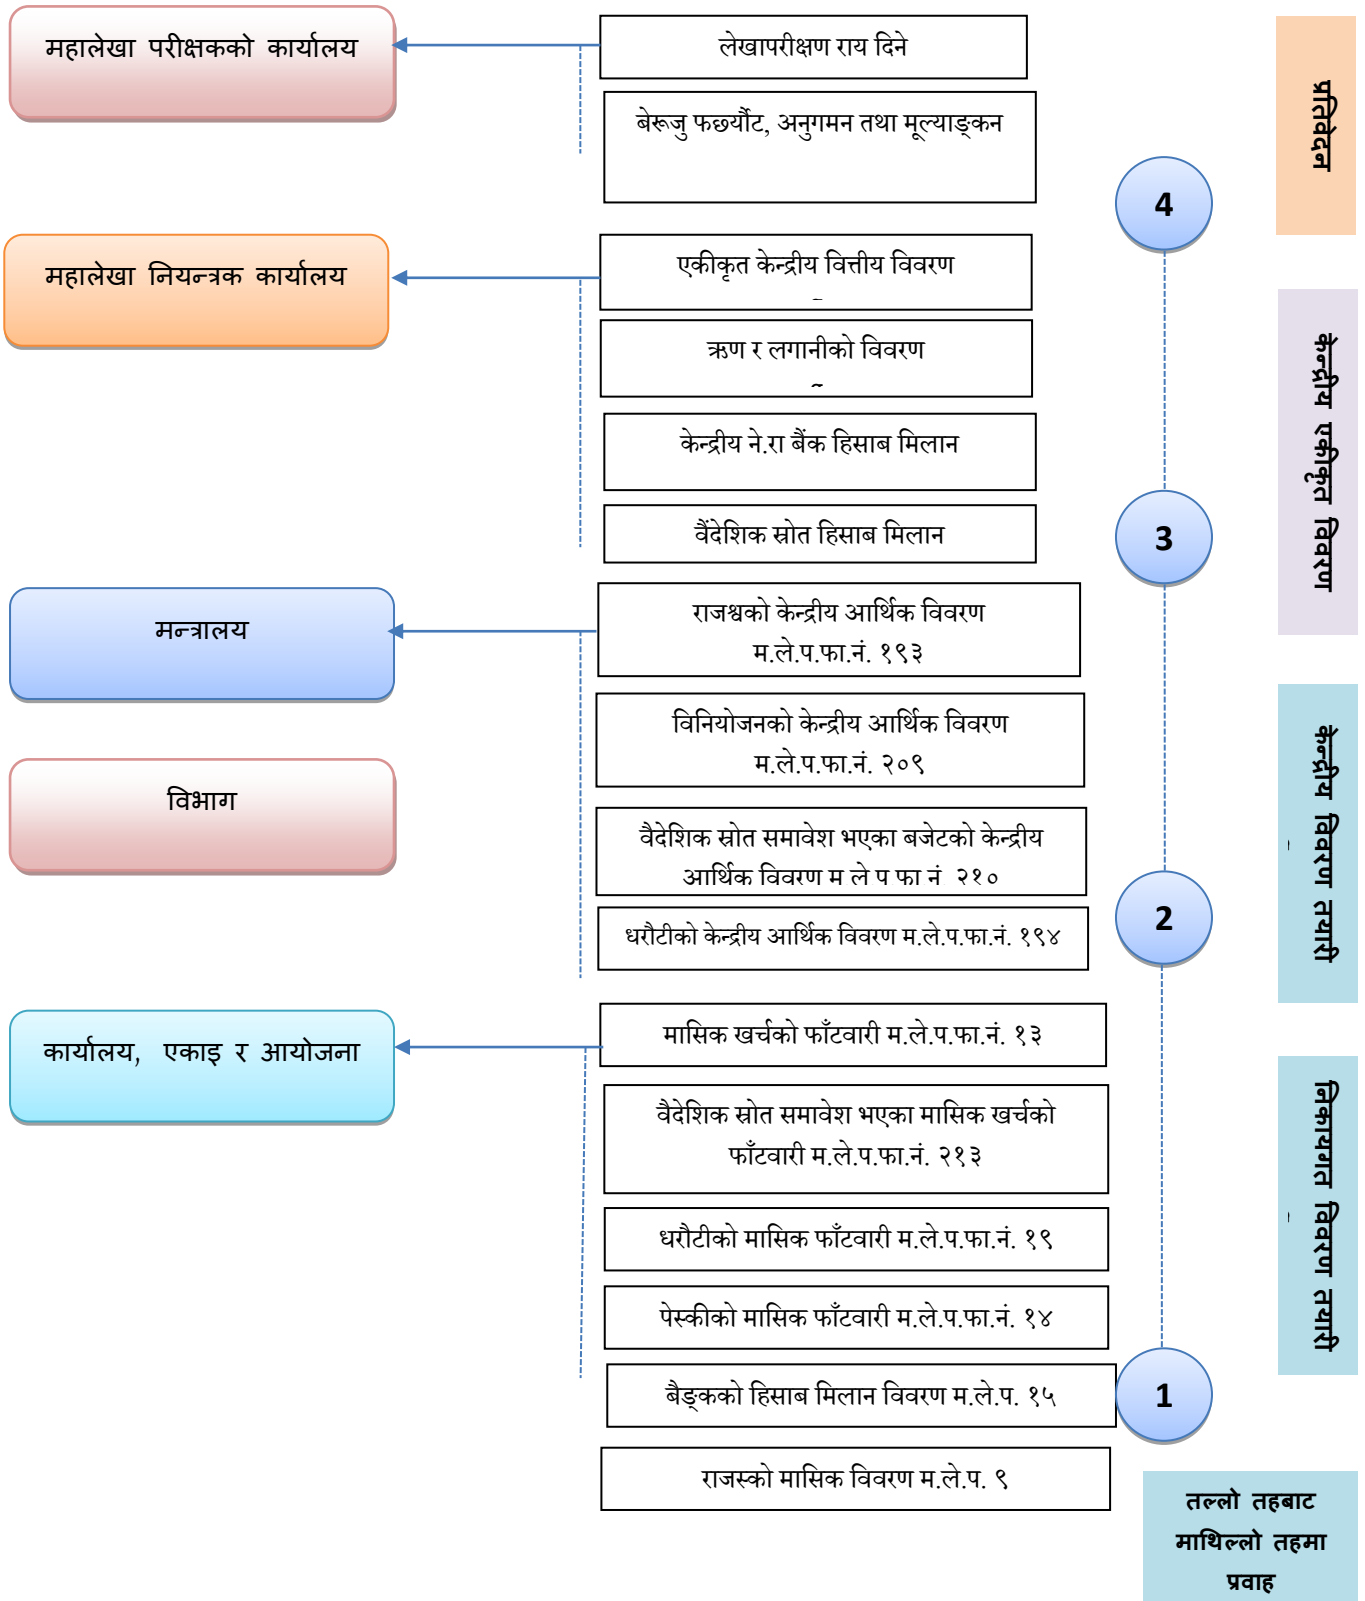 महालेखा परीक्षकको कार्यालय
लेखापरीक्षण राय दिने
बेरूजु फर्छ्यौट, अनुगमन तथा मूल्याङ्कन
प्रतिवेदन
4
महालेखा नियन्त्रक कार्यालय
एकीकृत केन्द्रीय वित्तीय विवरण
ऋण र लगानीको विवरण
केन्द्रीय ने.रा बैंक हिसाब मिलान
वैंदेशिक स्रोत हिसाब मिलान
केन्द्रीय एकीकृत विवरण
3
मन्त्रालय
राजश्वको केन्द्रीय आर्थिक विवरण
म.ले.प.फा.नं. १९३
विनियोजनको केन्द्रीय आर्थिक विवरण
म.ले.प.फा.नं. २०९
विभाग
वैदेशिक स्रोत समावेश भएका बजेटको केन्द्रीय
आर्थिक विवरण म ले प फा नं २१०
धरौटीको केन्द्रीय आर्थिक विवरण म.ले.प.फा.नं. १९४
केन्द्रीय विवरण तयारी
2
कार्यालय, एकाइ र आयोजना
मासिक खर्चको फाँटवारी म.ले.प.फा.नं. १३
वैदेशिक स्रोत समावेश भएका मासिक खर्चको
फाँटवारी म.ले.प.फा.नं. २१३
धरौटीको मासिक फाँटवारी म.ले.प.फा.नं. १९
पेस्कीको मासिक फाँटवारी म.ले.प.फा.नं. १४
बैङ्कको हिसाब मिलान विवरण म.ले.प. १५
राजस्को मासिक विवरण म.ले.प. ९
निकायगत विवरण तयारी
1
तल्लो तहबाट
माथिल्लो तहमा
प्रवाह